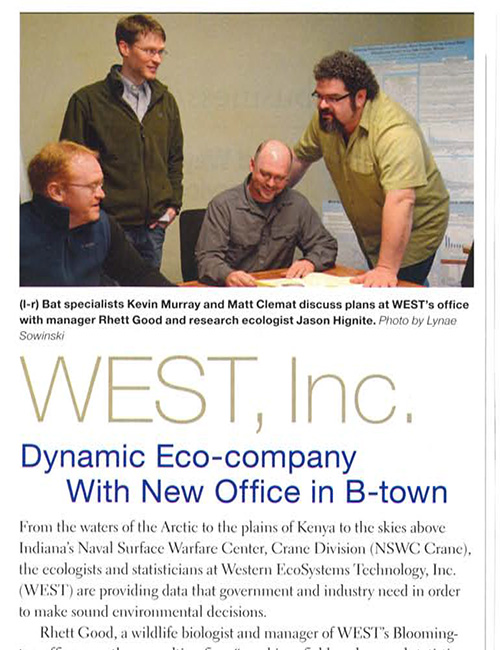 (l-r) Bat specialists Kevin Murray and Matt Clemat discuss plans at WEST's office
with manager Rhett Good and research ecologist Jason Hignite. Photo by Lynae
Sowinski
WEST, Inc.
Dynamic Eco-company
With New Office in B-town
From the waters of the Arctic to the plains of Kenya to the skies above
Indiana's Naval Surface Warfare Center, Crane Division (NSWC Crane),
the ecologists and statisticians at Western EcoSystems Technology, Inc.
(WEST) are providing data that government and industry need in order
to make sound environmental decisions.
Rhett Good, a wildlife biologist and manager of WEST's Blooming-